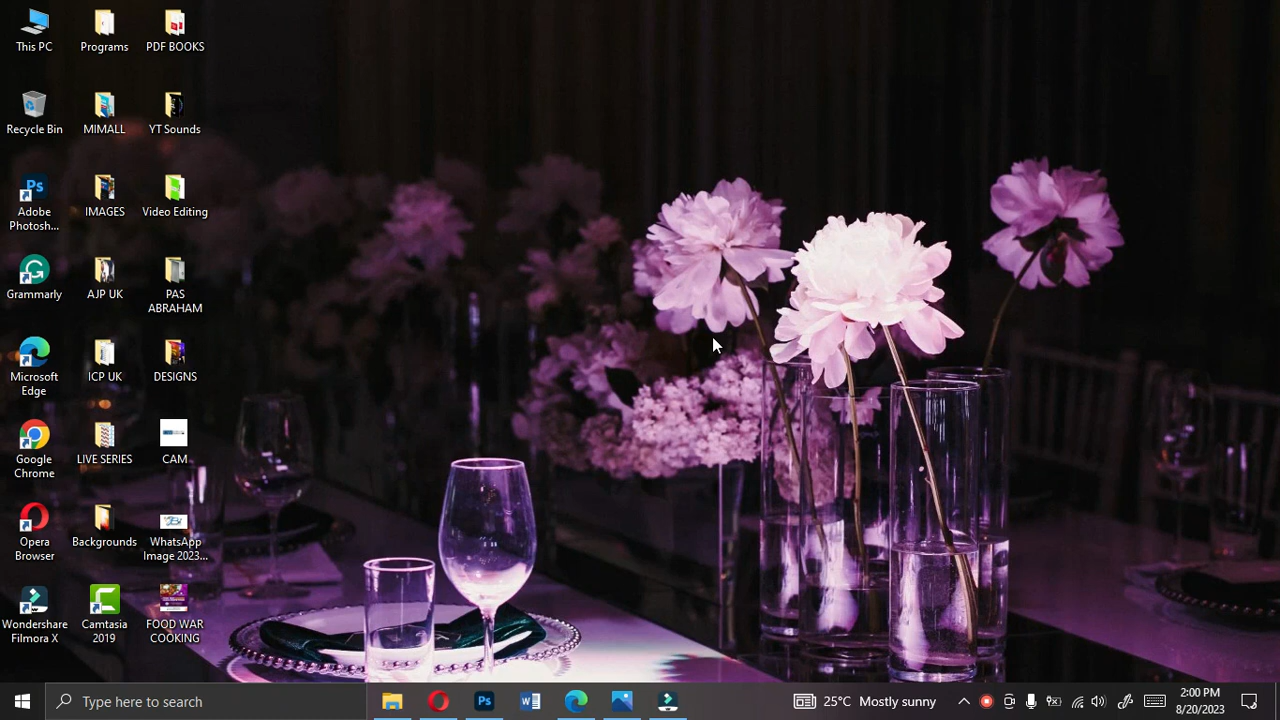 This PC
Programs
PDF BOOKS
Recycle Bin
MIMALL
YT Sounds
Adobe
Photosh...
IMAGES
Video Editing
Grammarly
AJP UK
PAS
ABRAHAM
Microsoft
Edge
ICP UK
DESIGNS
Google
Chrome
LIVE SERIES
CAM
Opera
Browser
Backgrounds
WhatsApp
Image 2023...
Wondershare
Filmora X
Camtasia
2019
FOOD WAR
COOKING
Type here to search
25°C Mostly sunny
2:00 PM
8/20/2023